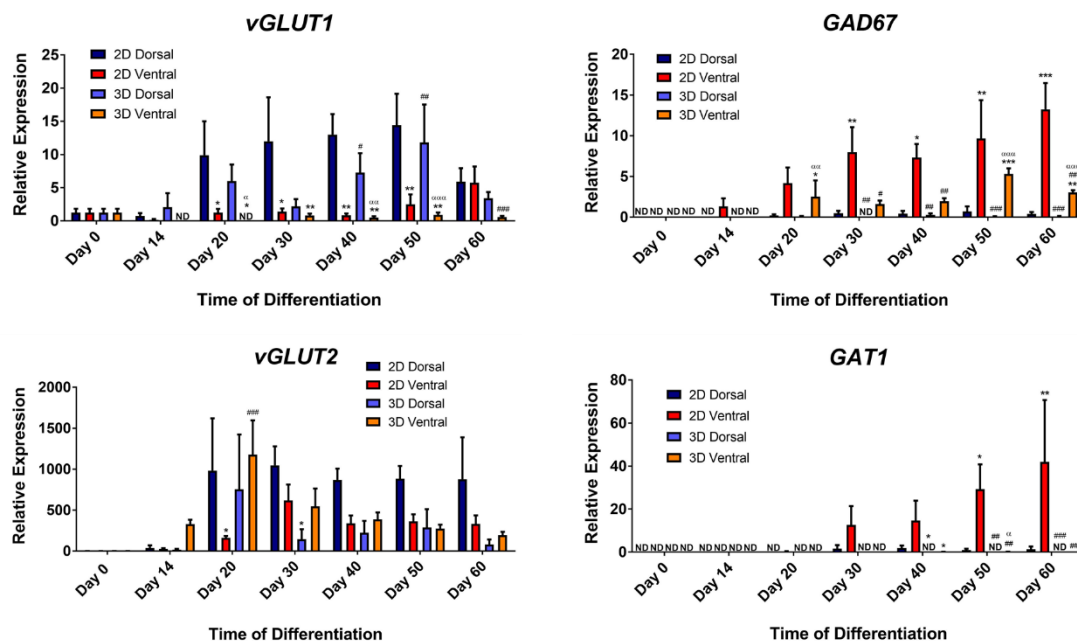 vGLUT1
25
20
15
10
5
0
Relative Expression
2D Dorsal
2D Ventral
3D Dorsal
3D Ventral
ND
*
α
*
ND
*
**
**
#
αα
**
**
##
ααα
**
###
Day 0
Day 14
Day 20
Day 30
Day 40
Day 50
Day 60
Time of Differentiation
GAD67
20
15
10
5
0
Relative Expression
2D Dorsal
2D Ventral
3D Dorsal
3D Ventral
ND ND ND ND
ND
ND ND
αα
*
**
##
ND
#
*
##
##
**
###
ααα
***
***
###
αα
##
**
Day 0
Day 14
Day 20
Day 30
Day 40
Day 50
Day 60
Time of Differentiation
vGLUT2
2000
1500
1000
500
0
Relative Expression
2D Dorsal
2D Ventral
3D Dorsal
3D Ventral
*
###
*
Day 0
Day 14
Day 20
Day 30
Day 40
Day 50
Day 60
Time of Differentiation
GAT1
80
60
40
20
0
Relative Expression
2D Dorsal
2D Ventral
3D Dorsal
3D Ventral
ND ND ND ND
ND ND ND ND
ND
ND ND
ND ND
*
ND
*
*
##
ND
α
##
**
###
ND
##
Day 0
Day 14
Day 20
Day 30
Day 40
Day 50
Day 60
Time of Differentiation